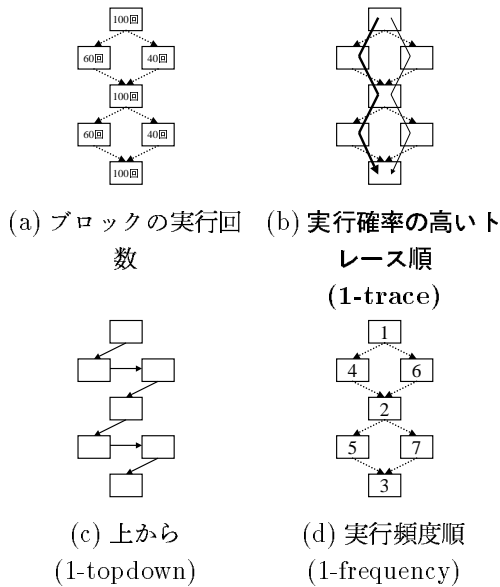 100回
60回 40回
100回
60回 40回
100回
(a) ブロックの実行回
数
(b) 実行確率の高いト
レース順
(1-trace)
(c) 上から
(1-topdown)
1
4 6
2
5 7
3
(d) 実行頻度順
(1-frequency)